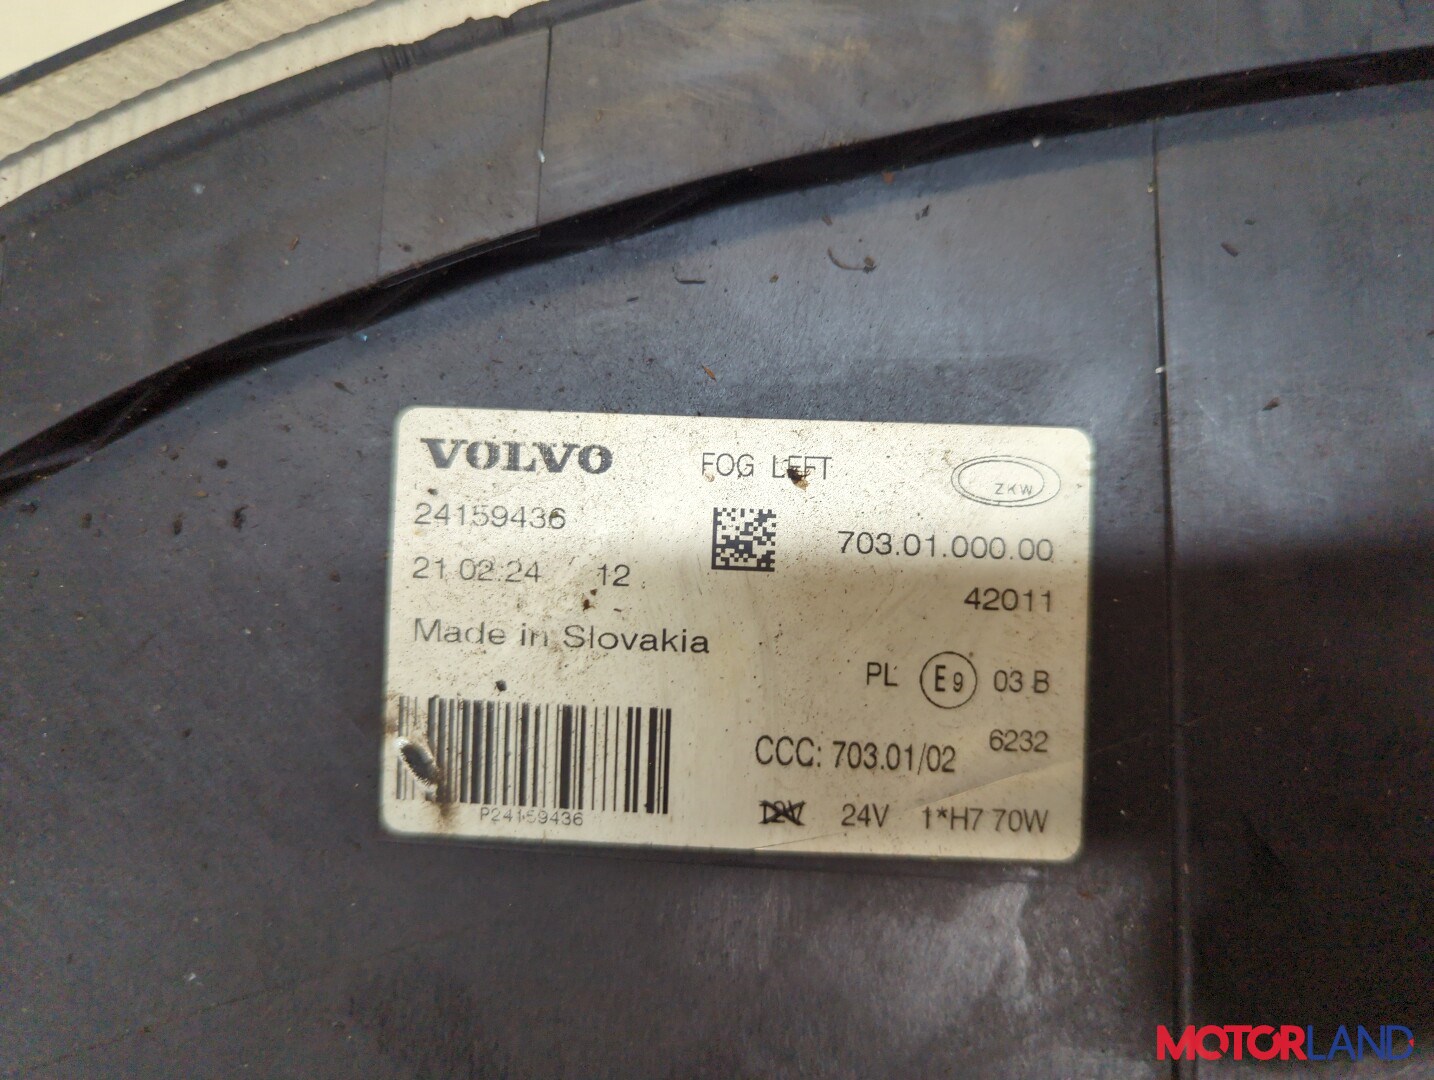 VOLVO FOG LEFT ZKW
24159436 703.01.000.00
21.02.24 / 12 42011
Made in Slovakia
PL E9 03 B
6232
CCC: 703.01/02
12V 24V 1*H7 70W
P24159436
MOTORLAND